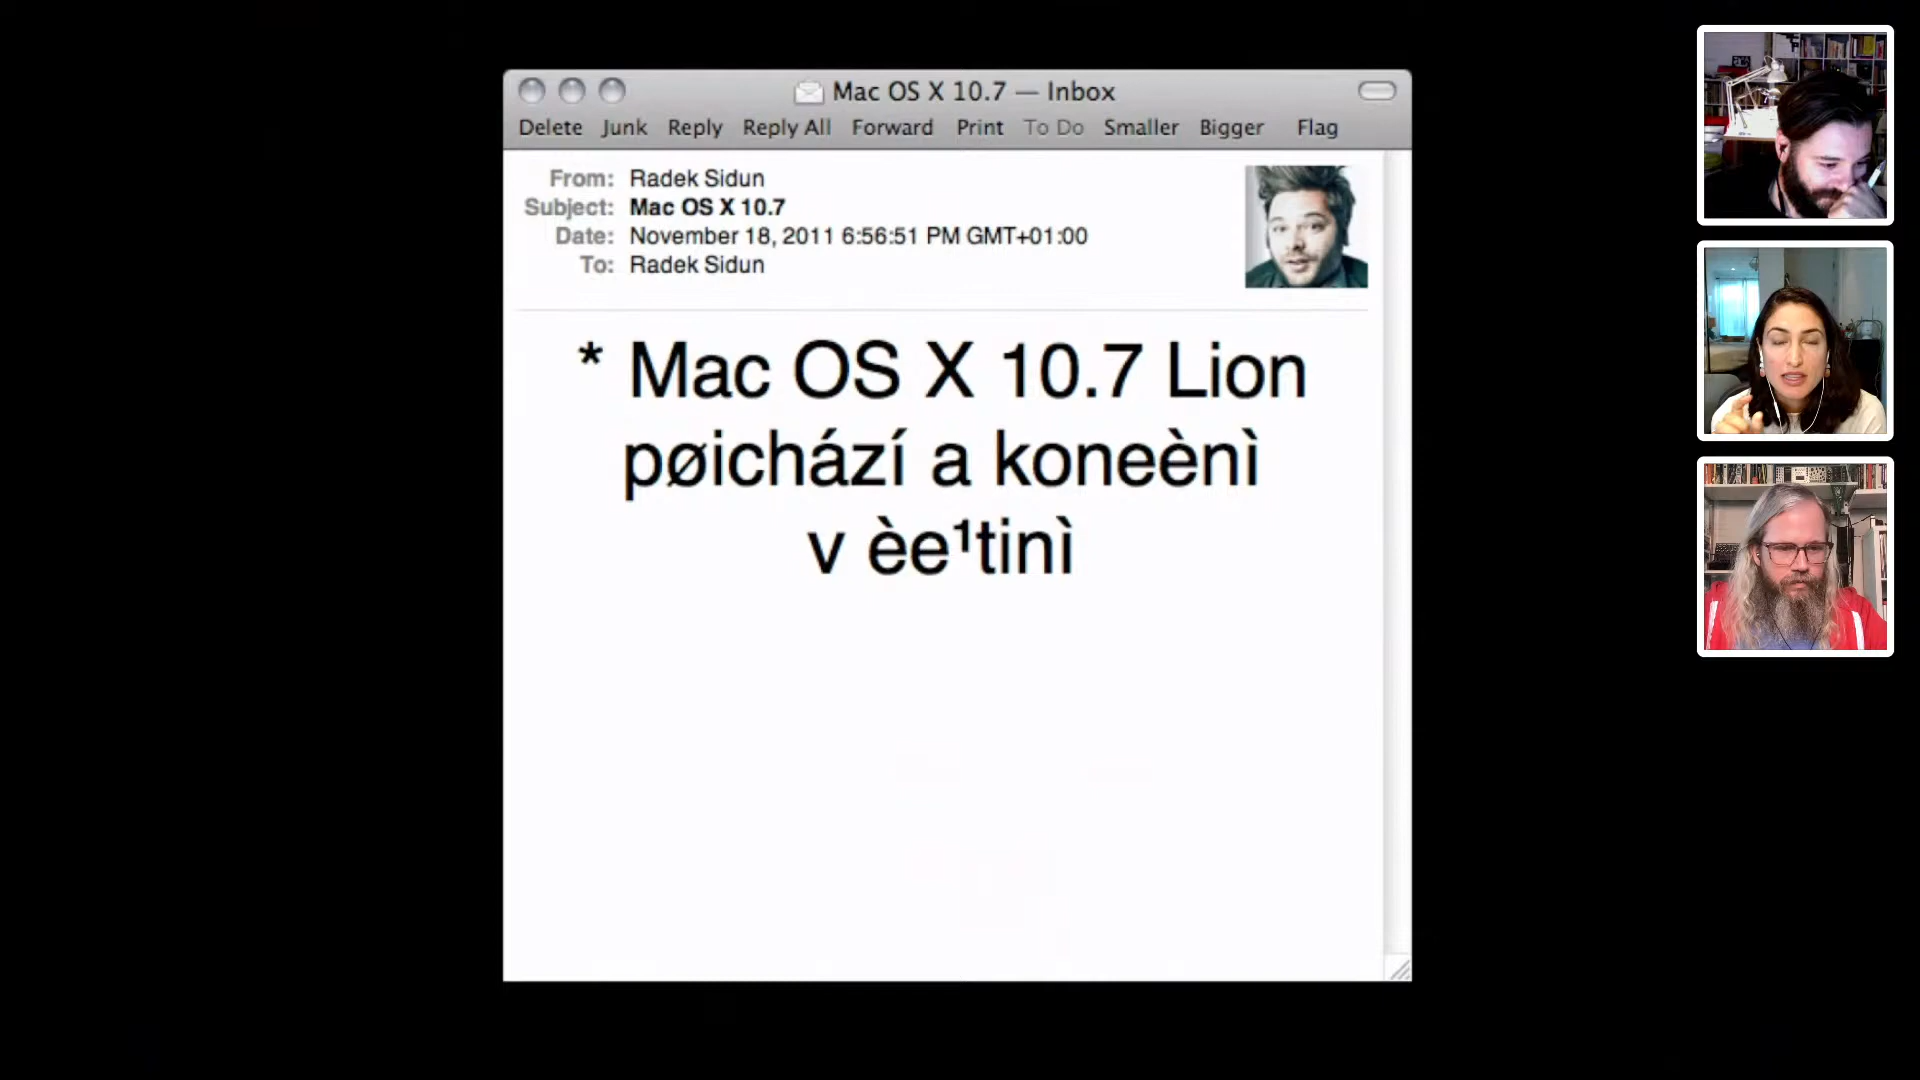 Mac OS X 10.7 — Inbox
Delete Junk Reply Reply All Forward Print To Do Smaller Bigger Flag
From: Radek Sidun
Subject: Mac OS X 10.7
Date: November 18, 2011 6:56:51 PM GMT+01:00
To: Radek Sidun
* Mac OS X 10.7 Lion
pøichází a koneènì
v èe¹tinì